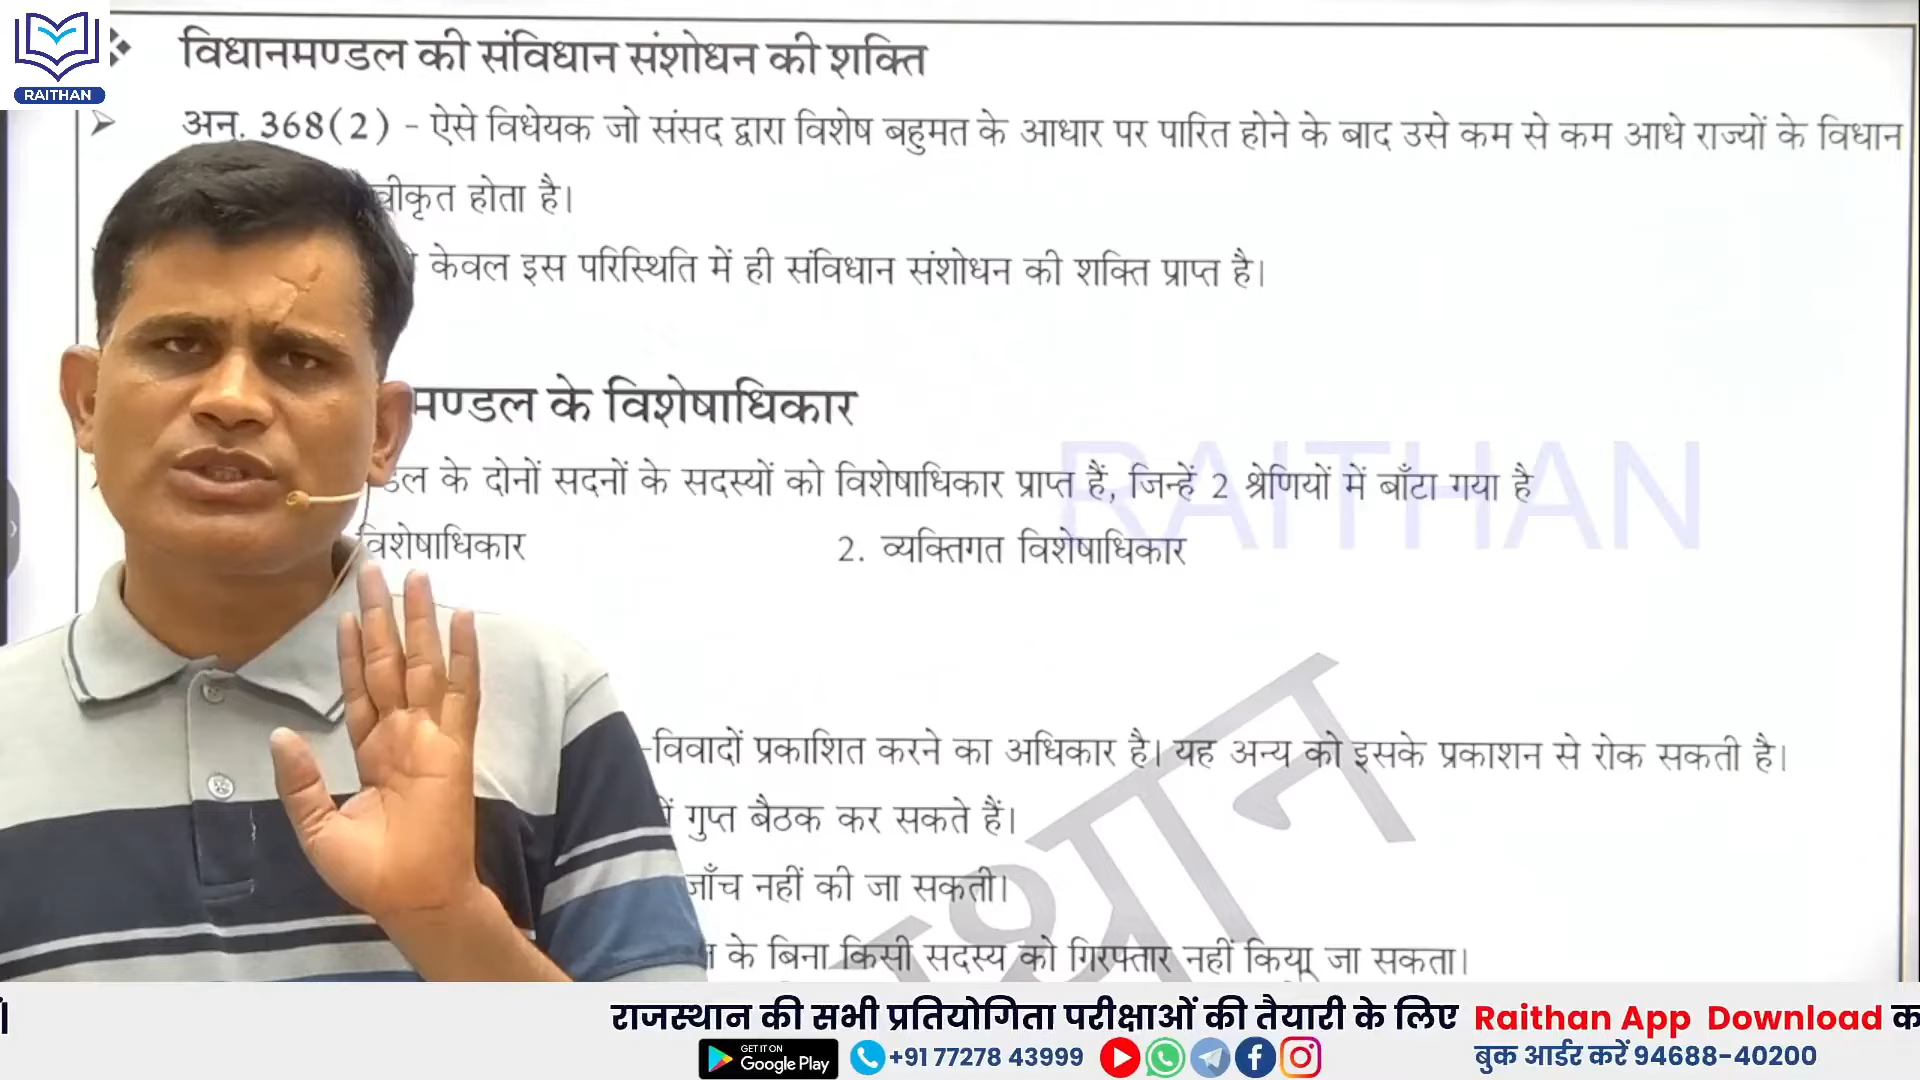 RAITHAN
विधानमण्डल की संविधान संशोधन की शक्ति
अन. 368(2) - ऐसे विधेयक जो संसद द्वारा विशेष बहुमत के आधार पर पारित होने के बाद उसे कम से कम आधे राज्यों के विधान
वीकृत होता है।
केवल इस परिस्थिति में ही संविधान संशोधन की शक्ति प्राप्त है।
मण्डल के विशेषाधिकार
डल के दोनों सदनों के सदस्यों को विशेषाधिकार प्राप्त हैं, जिन्हें 2 श्रेणियों में बाँटा गया है
RAITHAN
विशेषाधिकार 2. व्यक्तिगत विशेषाधिकार
-विवादों प्रकाशित करने का अधिकार है। यह अन्य को इसके प्रकाशन से रोक सकती है।
गुप्त बैठक कर सकते हैं।
जाँच नहीं की जा सकती।
के बिना किसी सदस्य को गिरफ्तार नहीं किया जा सकता।
राजस्थान की सभी प्रतियोगिता परीक्षाओं की तैयारी के लिए Raithan App Download क
GET IT ON Google Play +91 77278 43999 बुक आर्डर करें 94688-40200